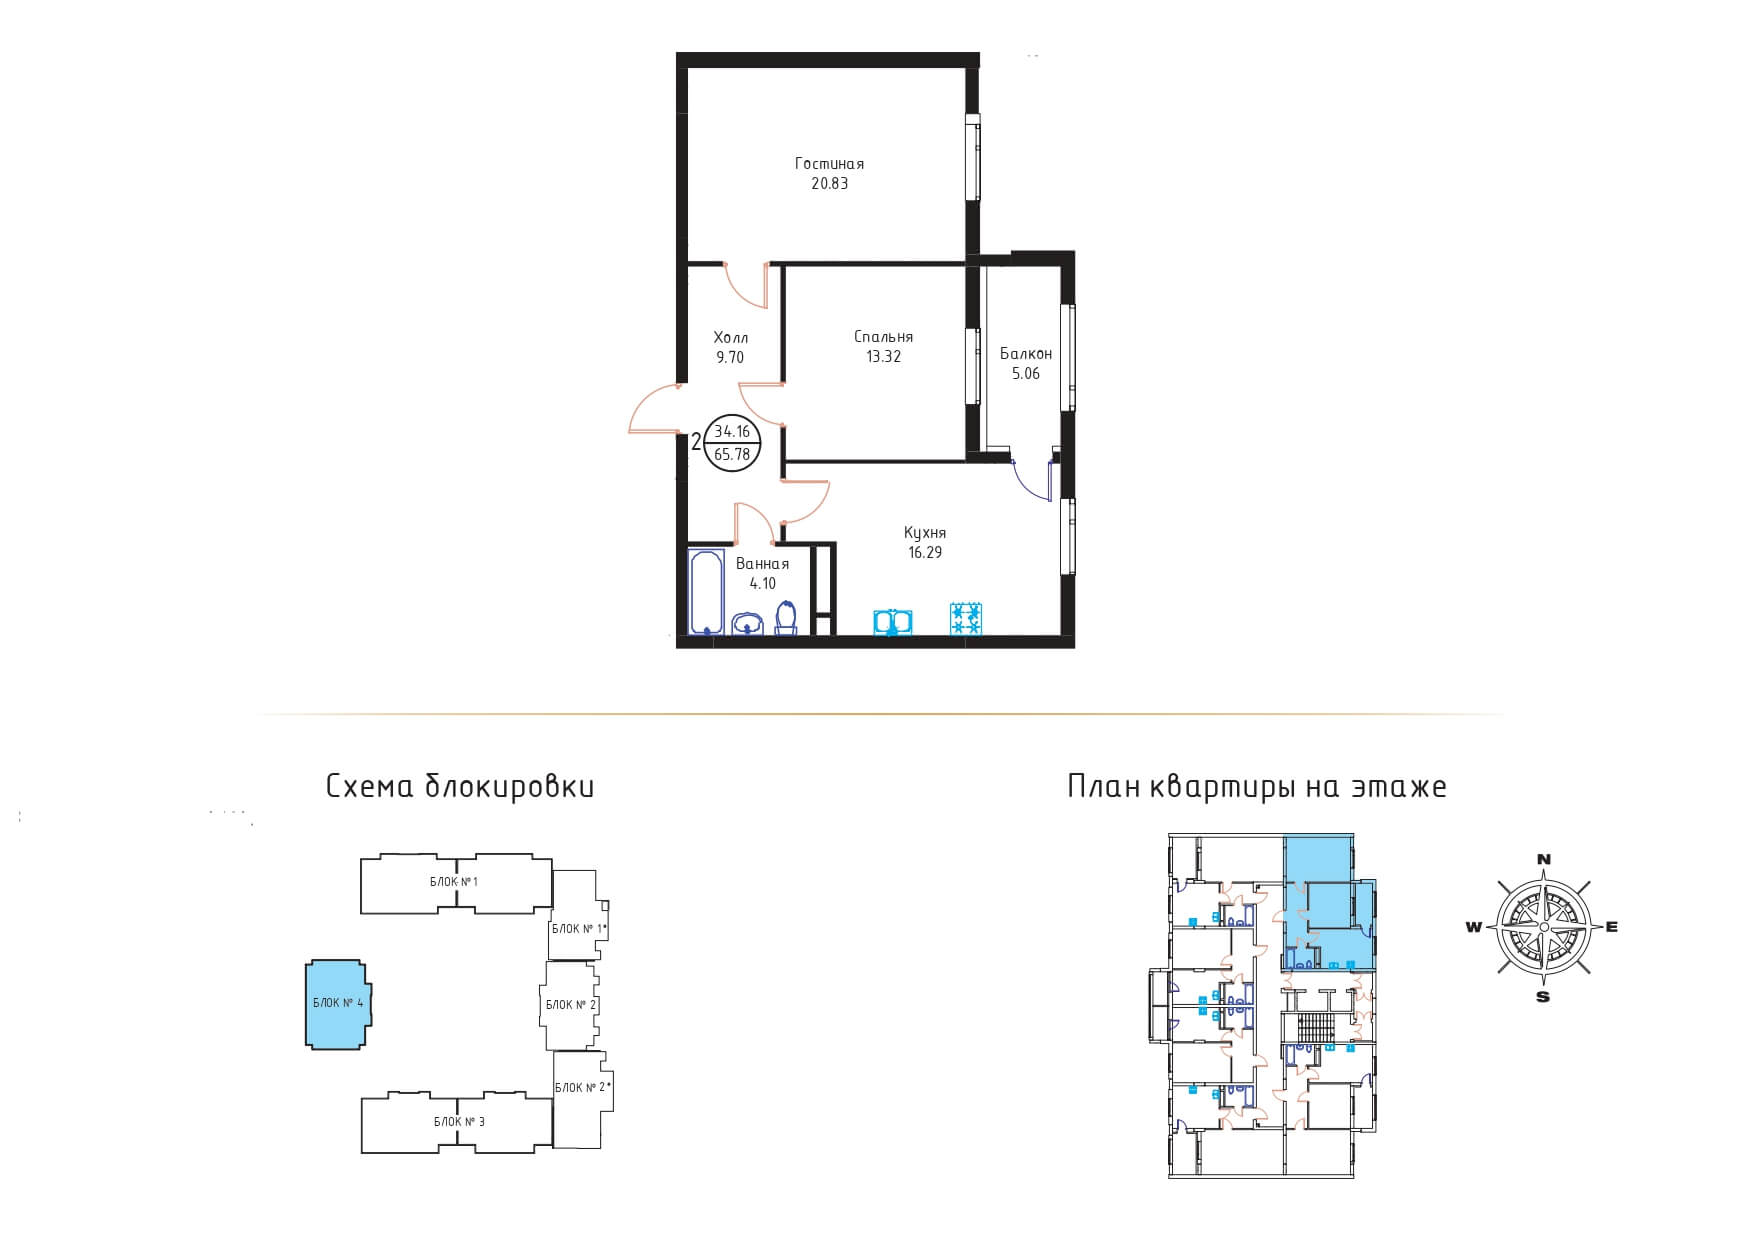 Гостиная
20.83
Холл
9.70
Спальня
13.32
Балкон
5.06
2
34.16
65.78
Кухня
16.29
Ванная
4.10
Схема блокировки
План квартиры на этаже
БЛОК № 1
БЛОК № 1*
БЛОК № 4
БЛОК № 2
БЛОК № 2*
БЛОК № 3
N
W
E
S